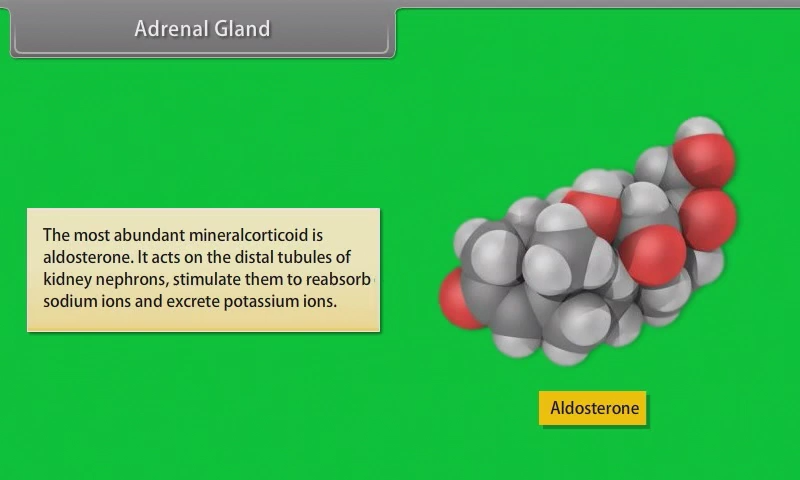 Adrenal Gland
The most abundant mineralcorticoid is
aldosterone. It acts on the distal tubules of
kidney nephrons, stimulate them to reabsorb
sodium ions and excrete potassium ions.
Aldosterone